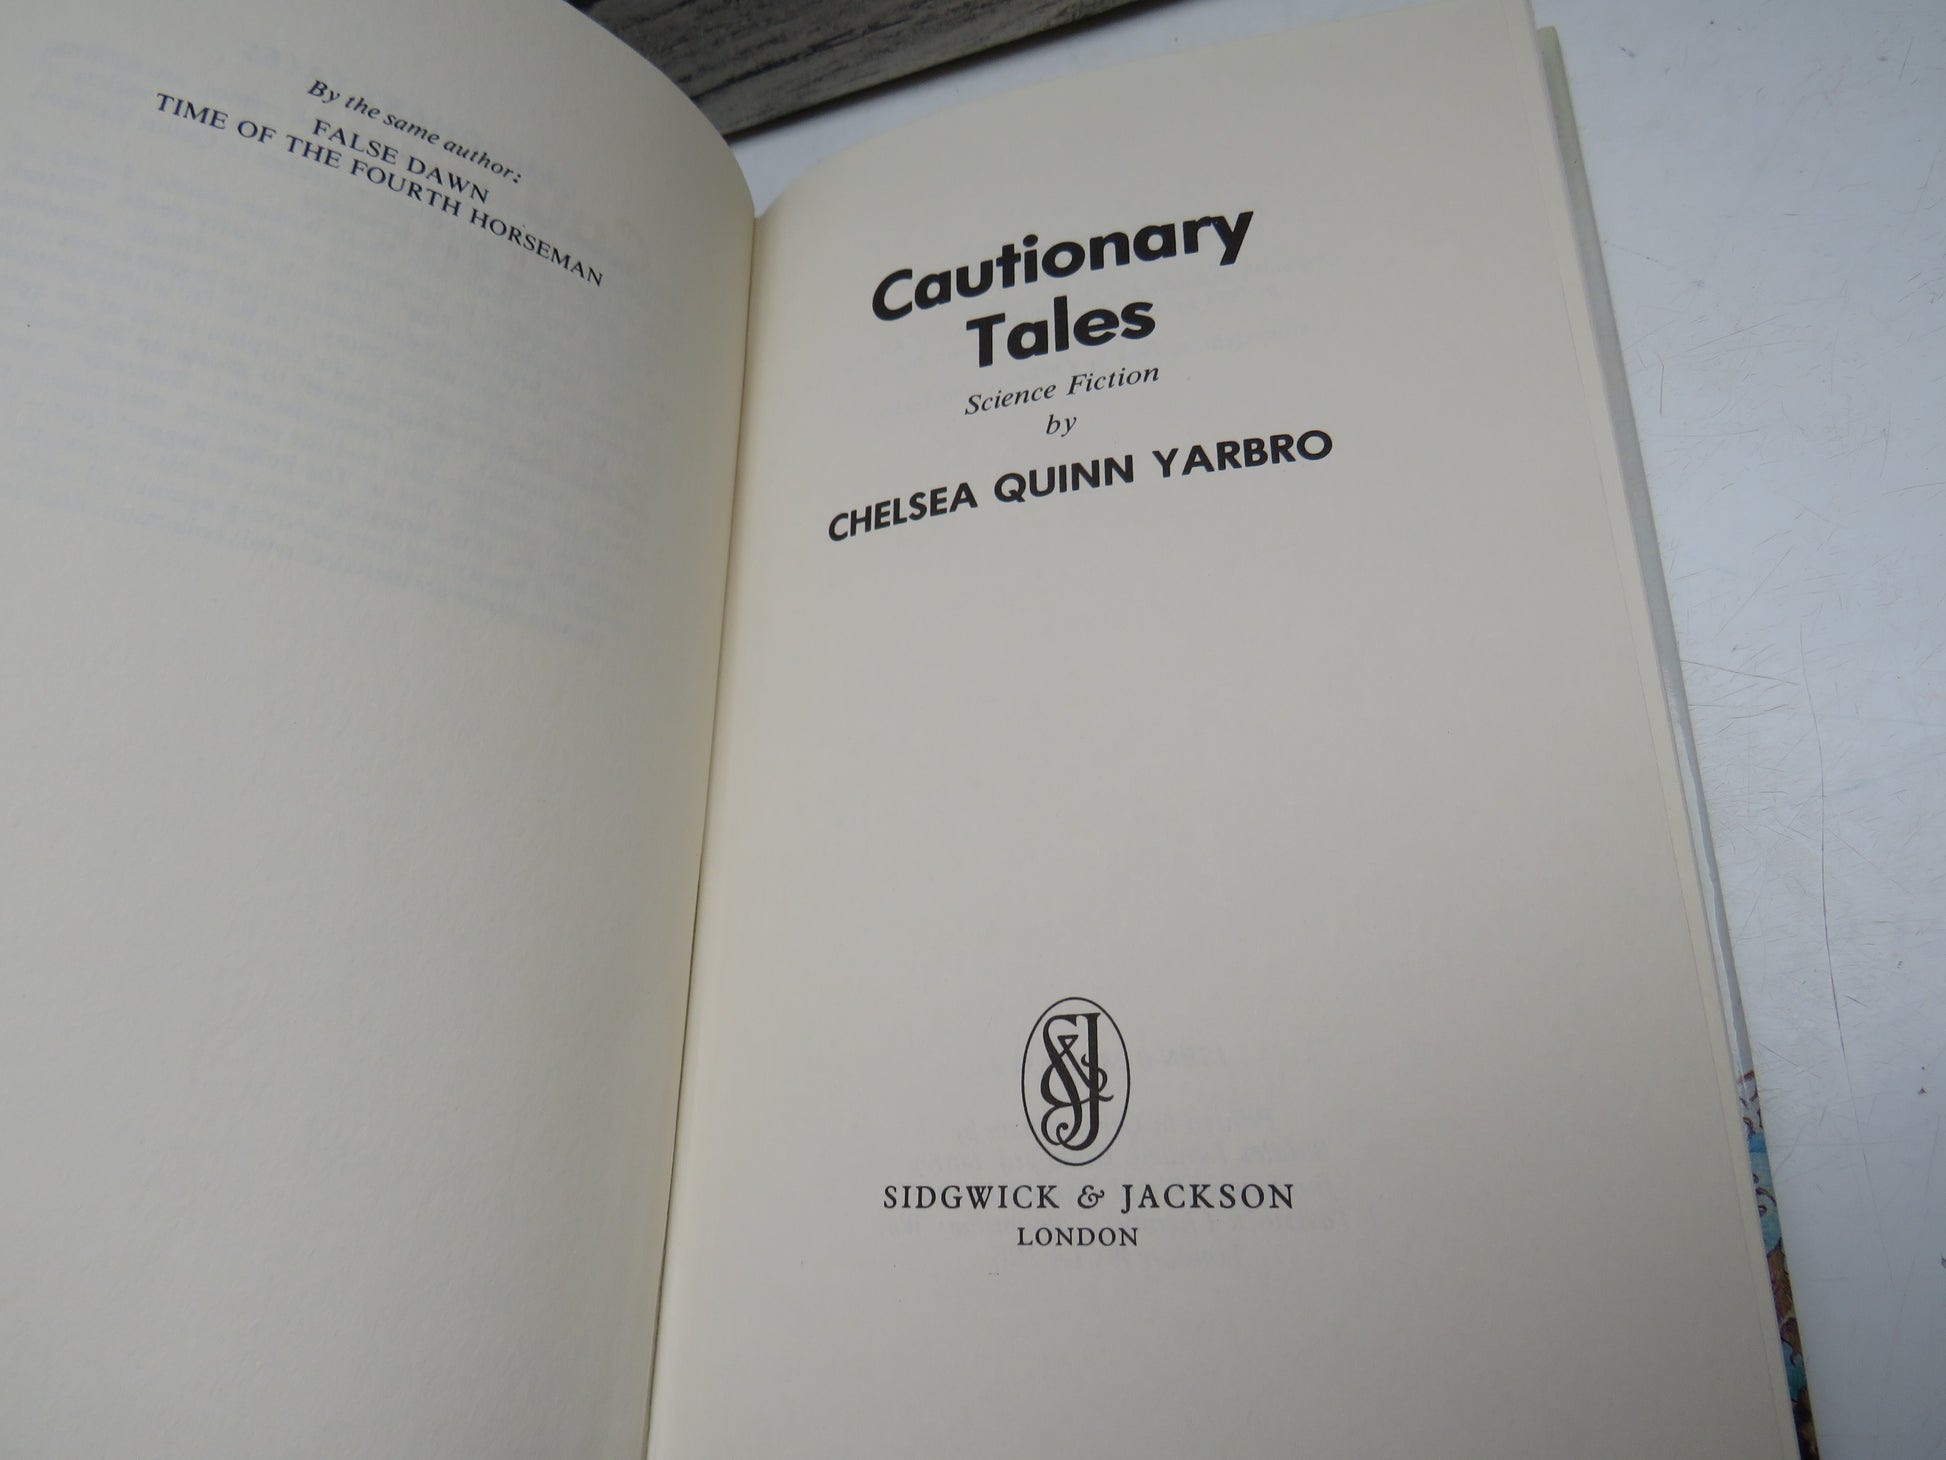 By the same author:
FALSE DAWN
TIME OF THE FOURTH HORSEMAN
Cautionary
Tales
Science Fiction
by
CHELSEA QUINN YARBRO
S&J
SIDGWICK & JACKSON
LONDON